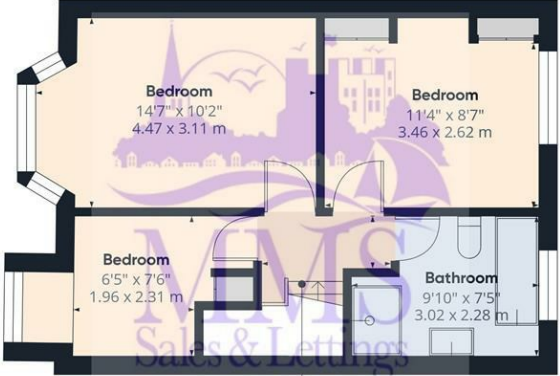 Bedroom
14'7" x 10'2"
4.47 x 3.11 m
Bedroom
11'4" x 8'7"
3.46 x 2.62 m
Bedroom
6'5" x 7'6"
1.96 x 2.31 m
Bathroom
9'10" x 7'5"
3.02 x 2.28 m
MMS
Sales & Lettings